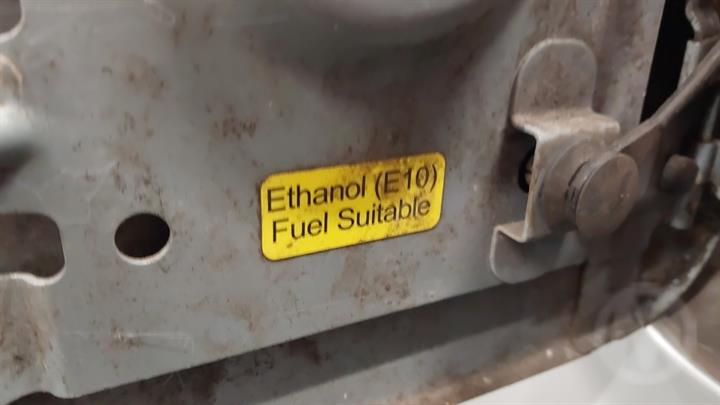 Ethanol (E10)
Fuel Suitable